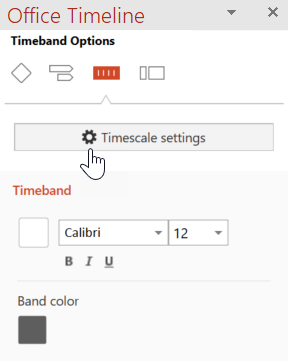 Office Timeline
Timeband Options
Timescale settings
Timeband
Calibri 12
B I U
Band color